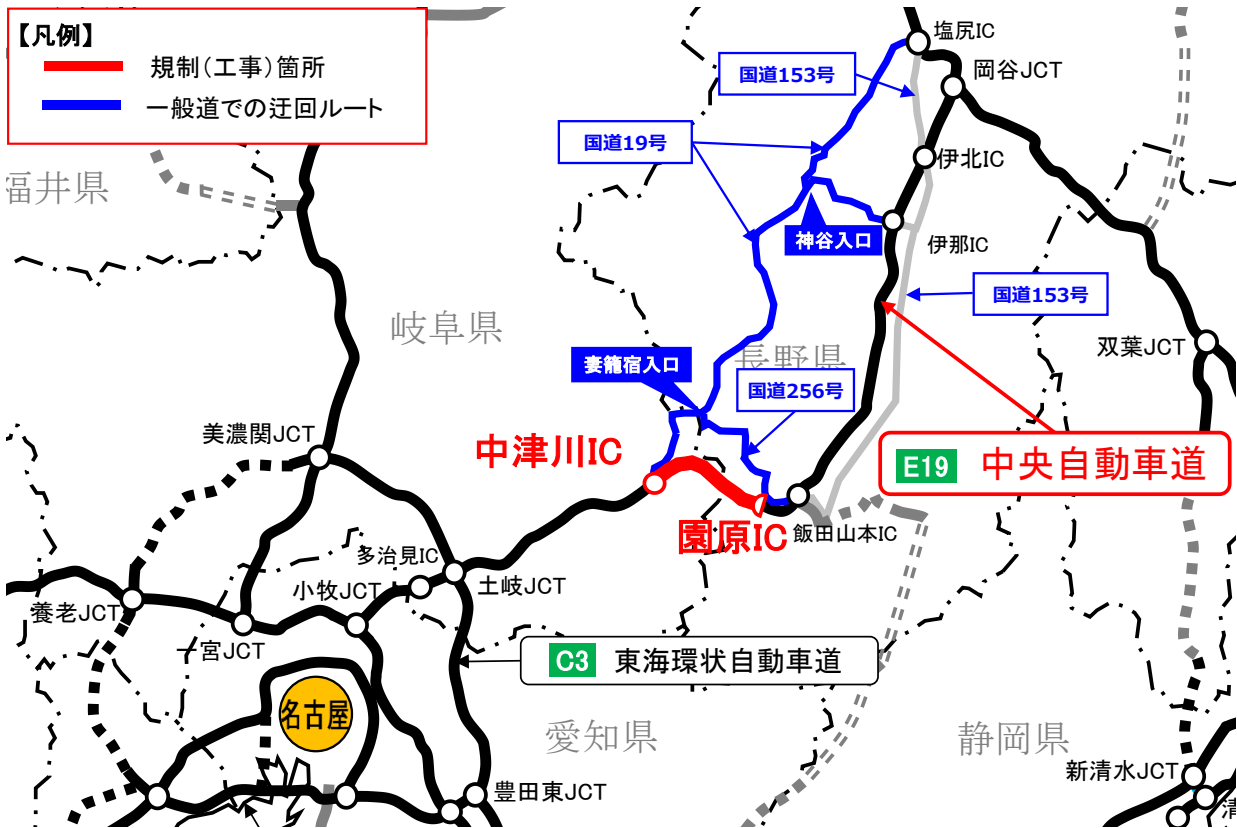 【凡例】
規制(工事)箇所
一般道での迂回ルート
塩尻IC
国道153号
岡谷JCT
国道19号
伊北IC
福井県
神谷入口
伊那IC
国道153号
岐阜県
双葉JCT
長野県
妻籠宿入口
国道256号
美濃関JCT
中津川IC
E19 中央自動車道
園原IC
飯田山本IC
多治見IC
小牧JCT
土岐JCT
養老JCT
一宮JCT
C3 東海環状自動車道
名古屋
愛知県
静岡県
新清水JCT
豊田東JCT
清